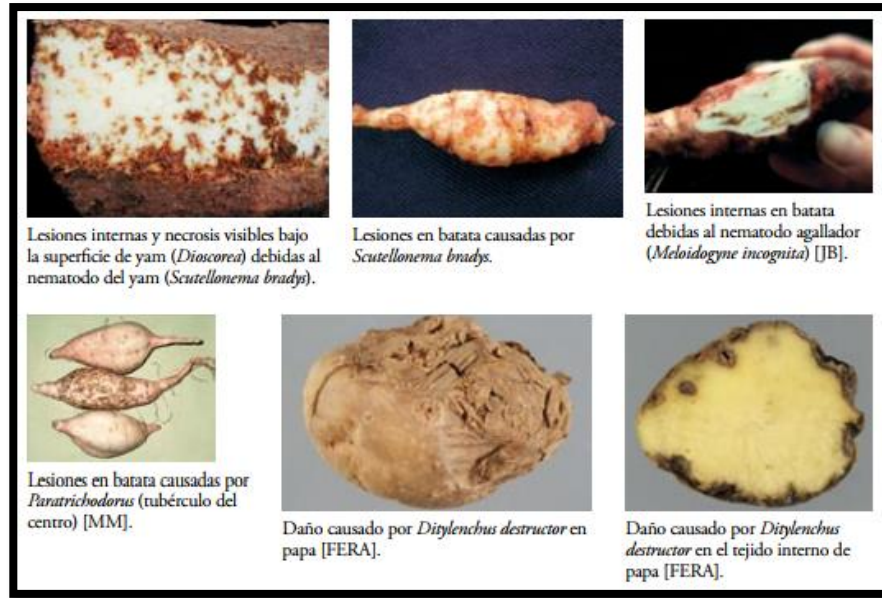 Lesiones internas y necrosis visibles bajo
la superficie de yam (Dioscorea) debidas al
nematodo del yam (Scutellonema bradys).
Lesiones en batata causadas por
Scutellonema bradys.
Lesiones internas en batata
debidas al nematodo agallador
(Meloidogyne incognita) [JB].
Lesiones en batata causadas por
Paratrichodorus (tubérculo del
centro) [MM].
Daño causado por Ditylenchus destructor en
papa [FERA].
Daño causado por Ditylenchus
destructor en el tejido interno de
papa [FERA].